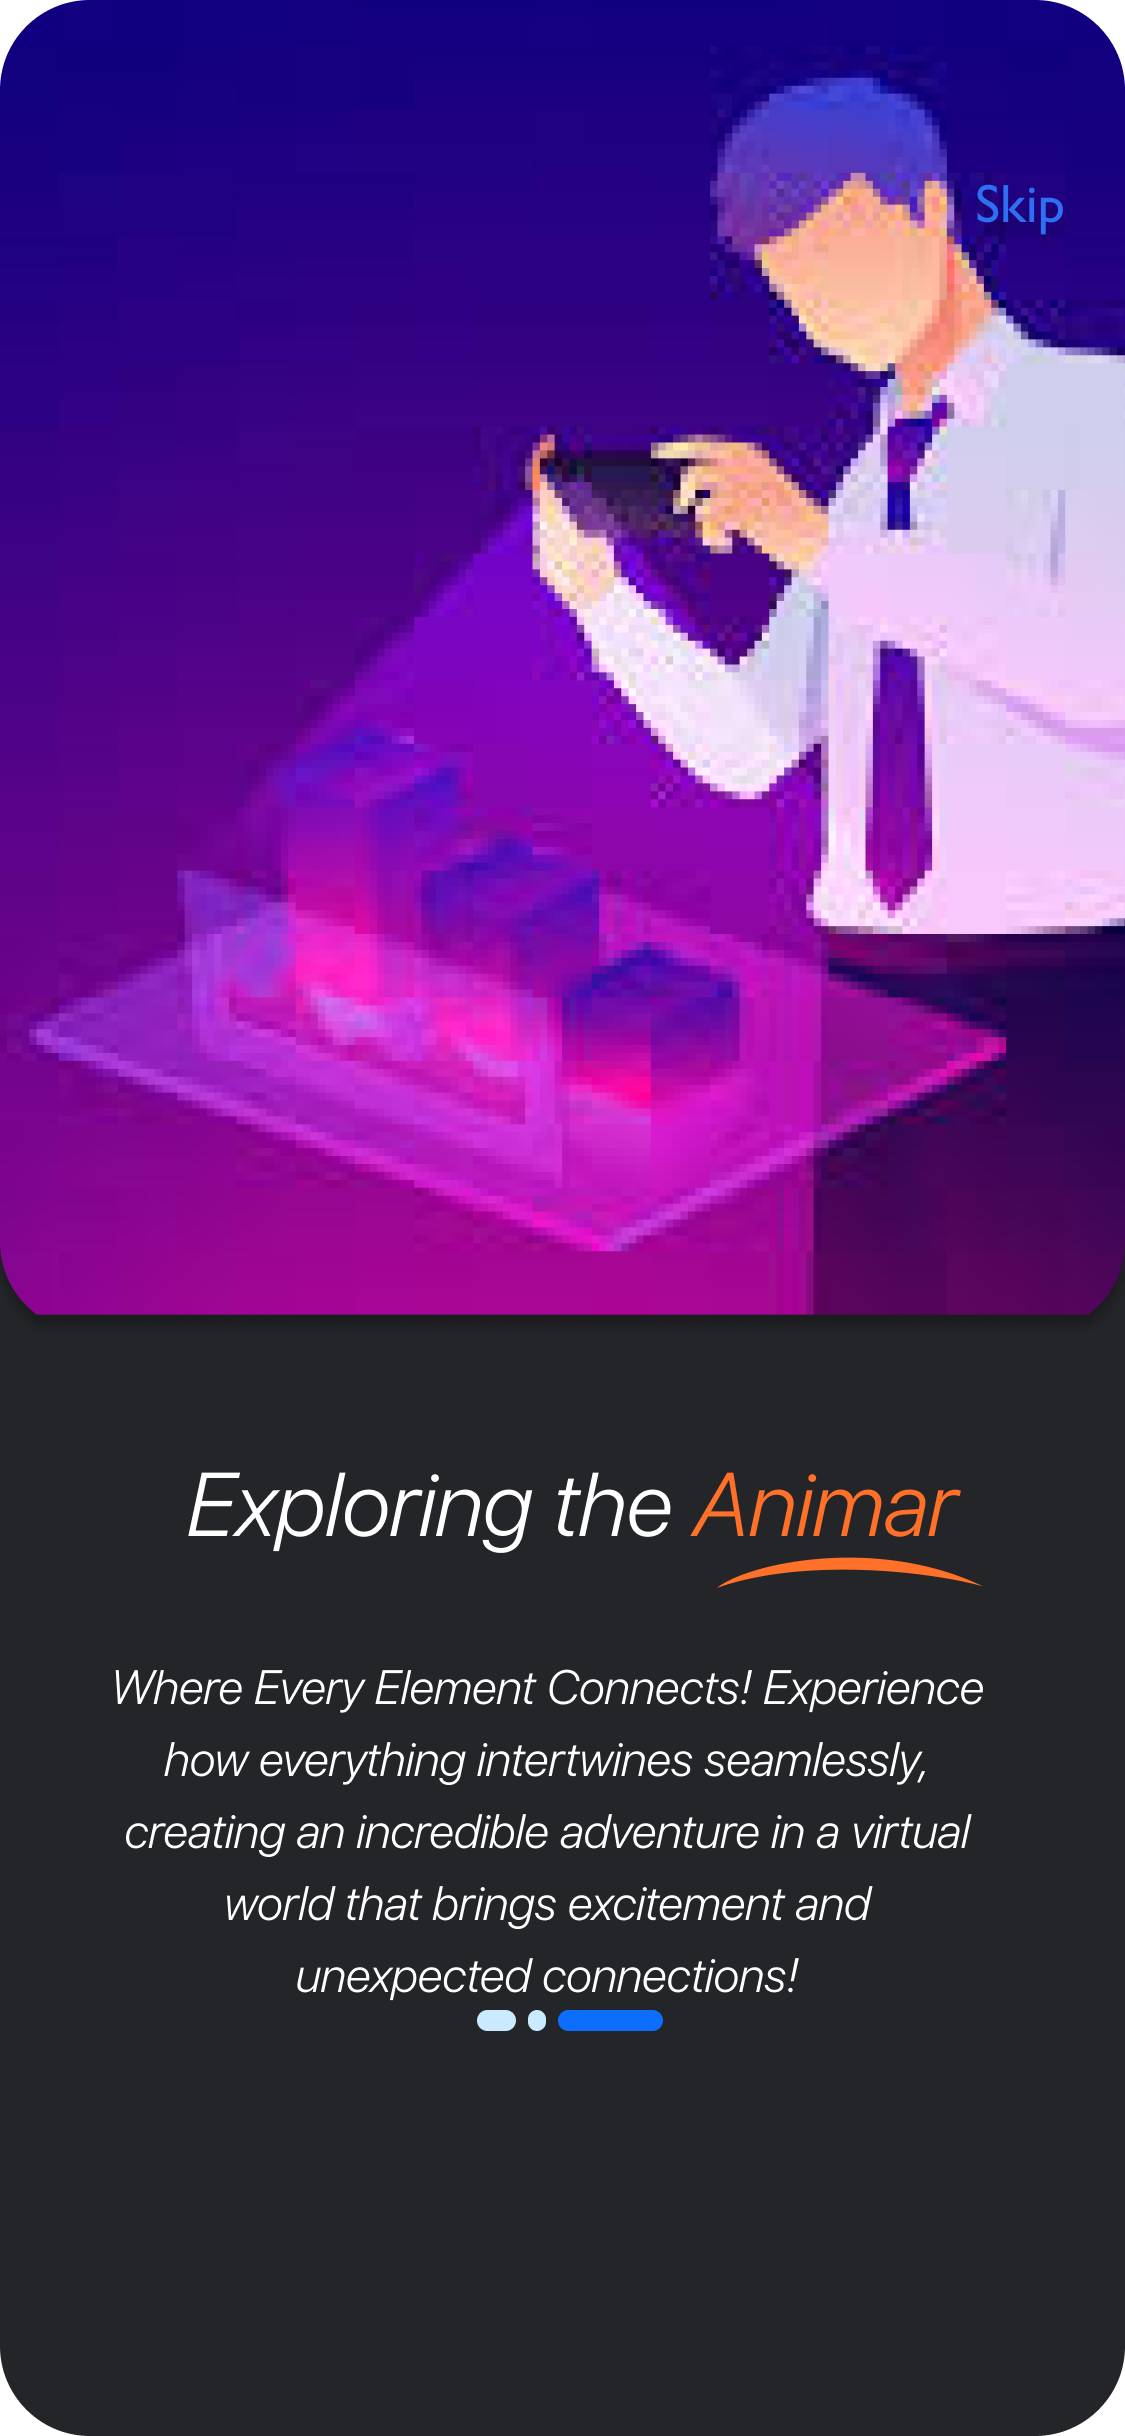 Skip
Exploring the Animar
Where Every Element Connects! Experience
how everything intertwines seamlessly,
creating an incredible adventure in a virtual
world that brings excitement and
unexpected connections!